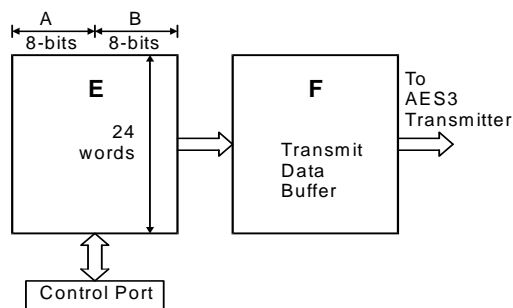 A B
8-bits 8-bits
E
24
words
F
Transmit
Data
Buffer
To
AES3
Transmitter
Control Port